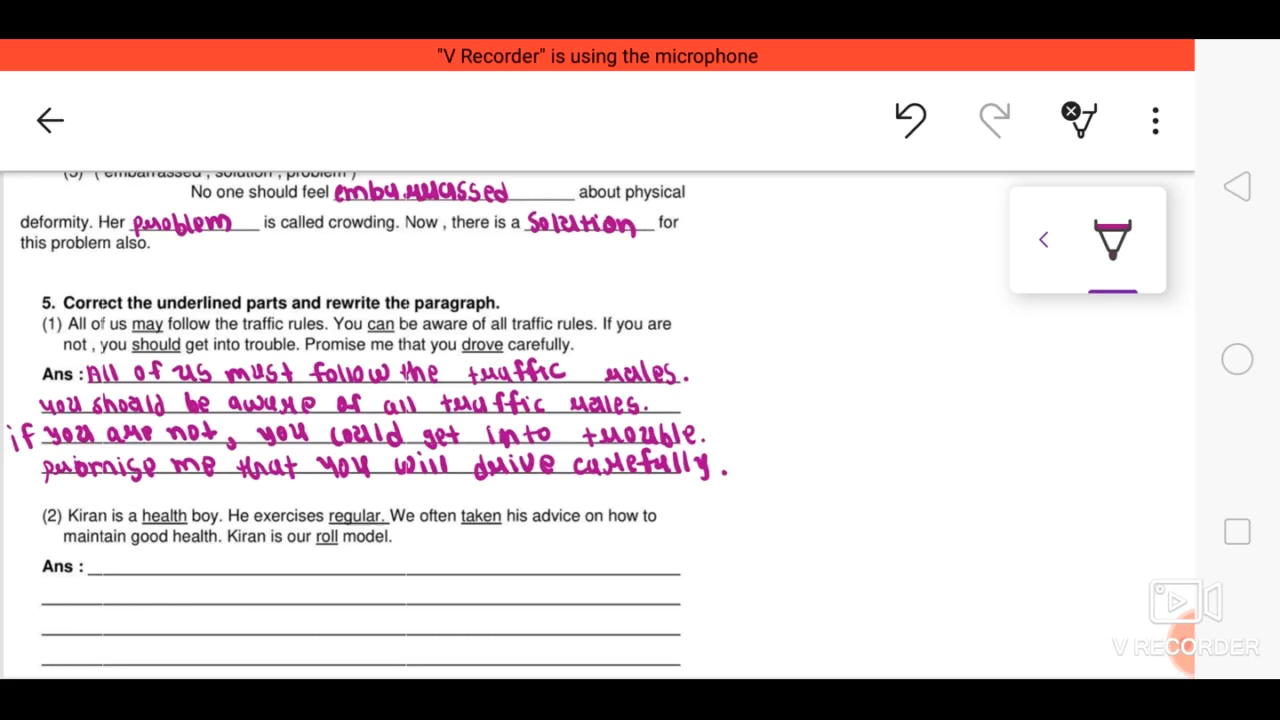 "V Recorder" is using the microphone
(3) ( embarrassed , solution , problem )
No one should feel embarrassed about physical
deformity. Her problem is called crowding. Now , there is a solution for
this problem also.
5. Correct the underlined parts and rewrite the paragraph.
(1) All of us may follow the traffic rules. You can be aware of all traffic rules. If you are
not , you should get into trouble. Promise me that you drove carefully.
Ans : All of us must follow the traffic rules.
you should be aware of all traffic rules.
if you are not, you could get into trouble.
promise me that you will drive carefully.
(2) Kiran is a health boy. He exercises regular. We often taken his advice on how to
maintain good health. Kiran is our roll model.
Ans :
V RECORDER